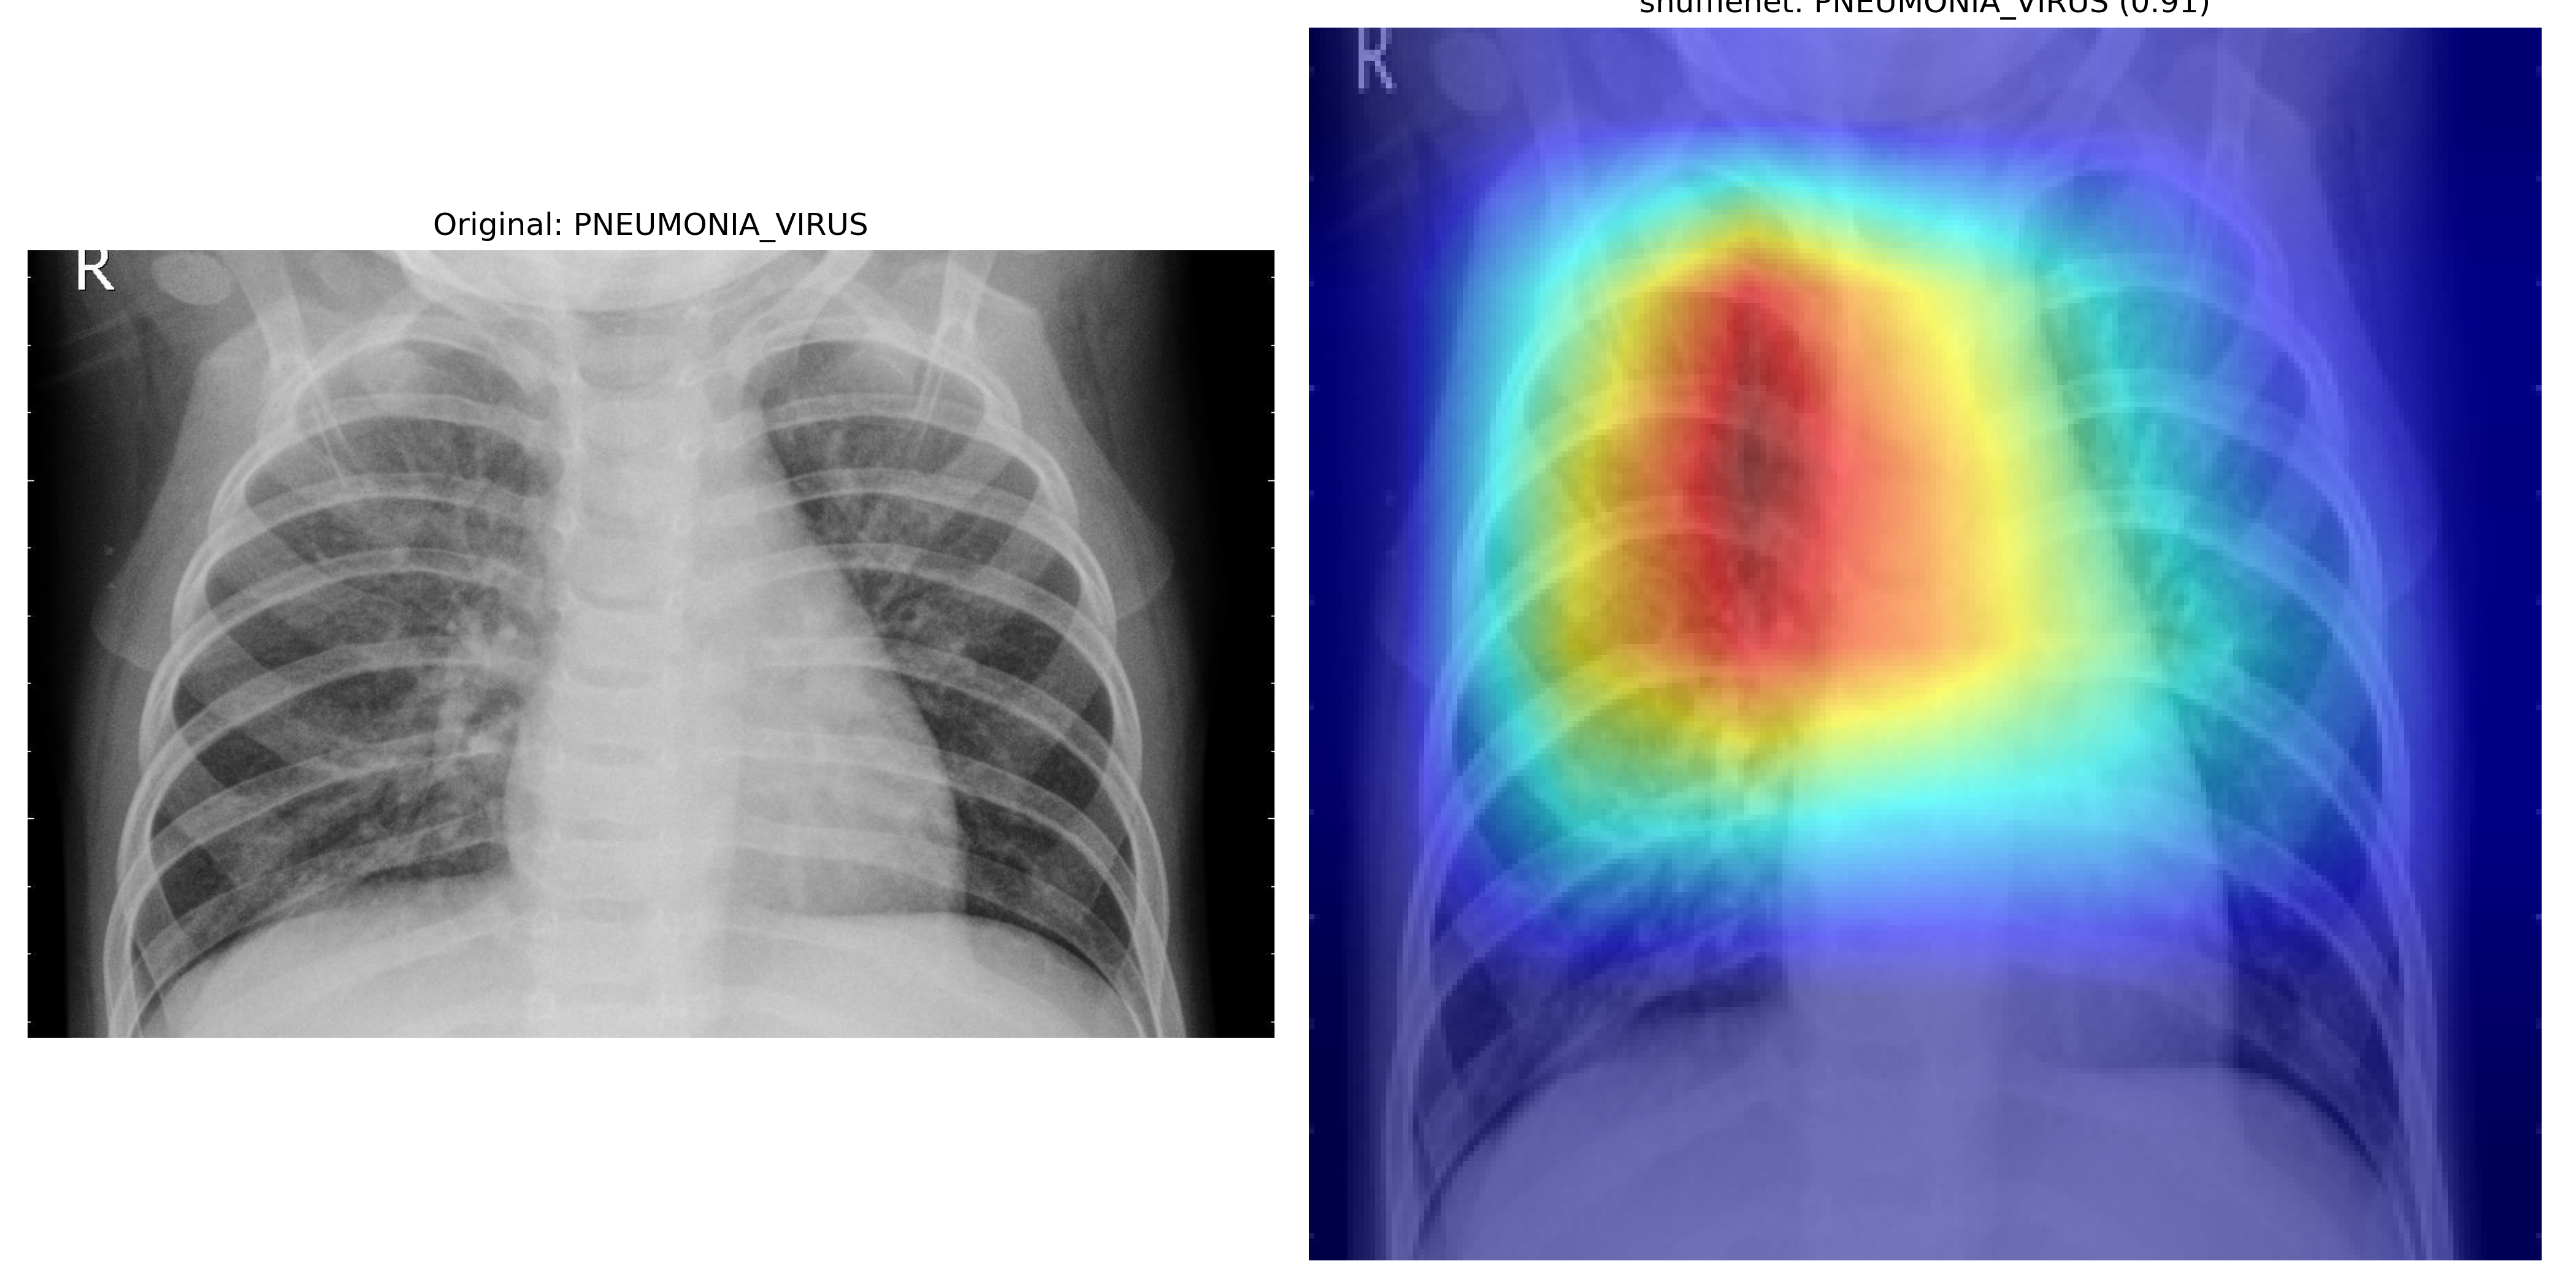 Original: PNEUMONIA_VIRUS
R
shufflenet: PNEUMONIA_VIRUS (0.91)
R